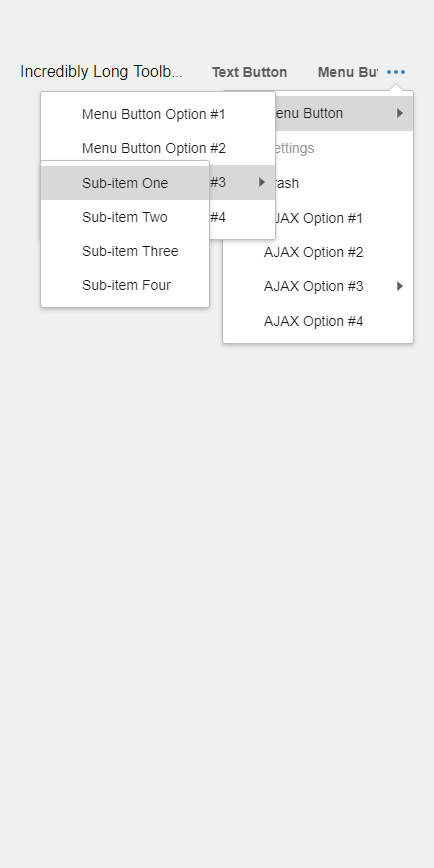 Incredibly Long Toolb...
Text Button
Menu Bu
Menu Button Option #1
Menu Button Option #2
#3
#4
Sub-item One
Sub-item Two
Sub-item Three
Sub-item Four
enu Button
ettings
rash
AJAX Option #1
AJAX Option #2
AJAX Option #3
AJAX Option #4